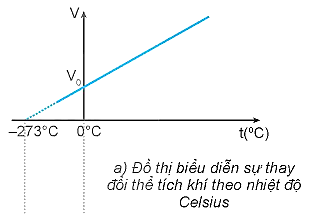 V
V₀
–273°C
0°C
t(°C)
a) Đồ thị biểu diễn sự thay
đổi thể tích khí theo nhiệt độ
Celsius